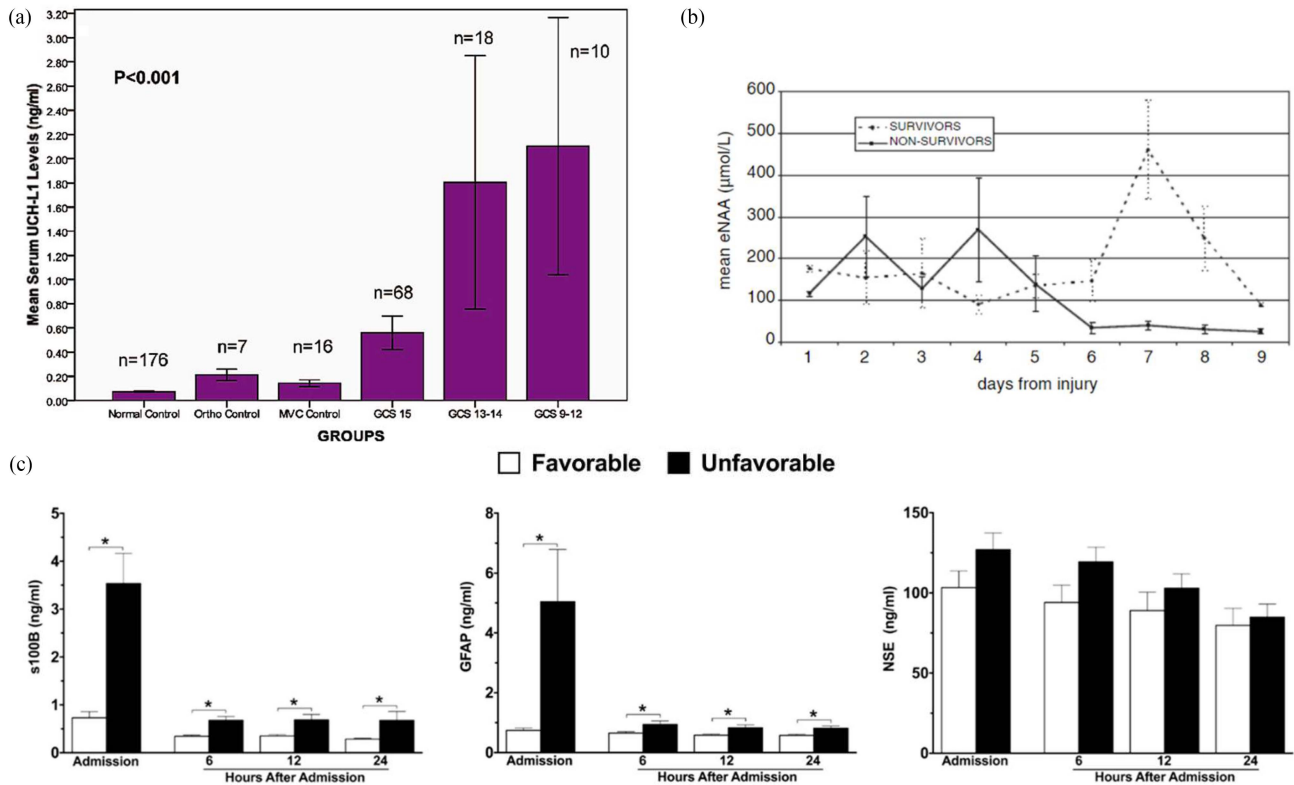 (a)
Mean Serum UCH-L1 Levels (ng/ml)
3.20
3.00
2.80
2.60
2.40
2.20
2.00
1.80
1.60
1.40
1.20
1.00
0.80
0.60
0.40
0.20
0.00
P<0.001
n=176
n=7
n=16
n=68
n=18
n=10
Normal Control
Ortho Control
MVC Control
GCS 15
GCS 13-14
GCS 9-12
GROUPS
(b)
mean eNAA (µmol/L)
600
500
400
300
200
100
0
SURVIVORS
NON-SURVIVORS
1 2 3 4 5 6 7 8 9
days from injury
(c)
Favorable
Unfavorable
s100B (ng/ml)
5
4
3
2
1
0
*
* * *
Admission
6 12 24
Hours After Admission
GFAP (ng/ml)
8
6
4
2
0
*
* * *
Admission
6 12 24
Hours After Admission
NSE (ng/ml)
150
100
50
0
Admission
6 12 24
Hours After Admission